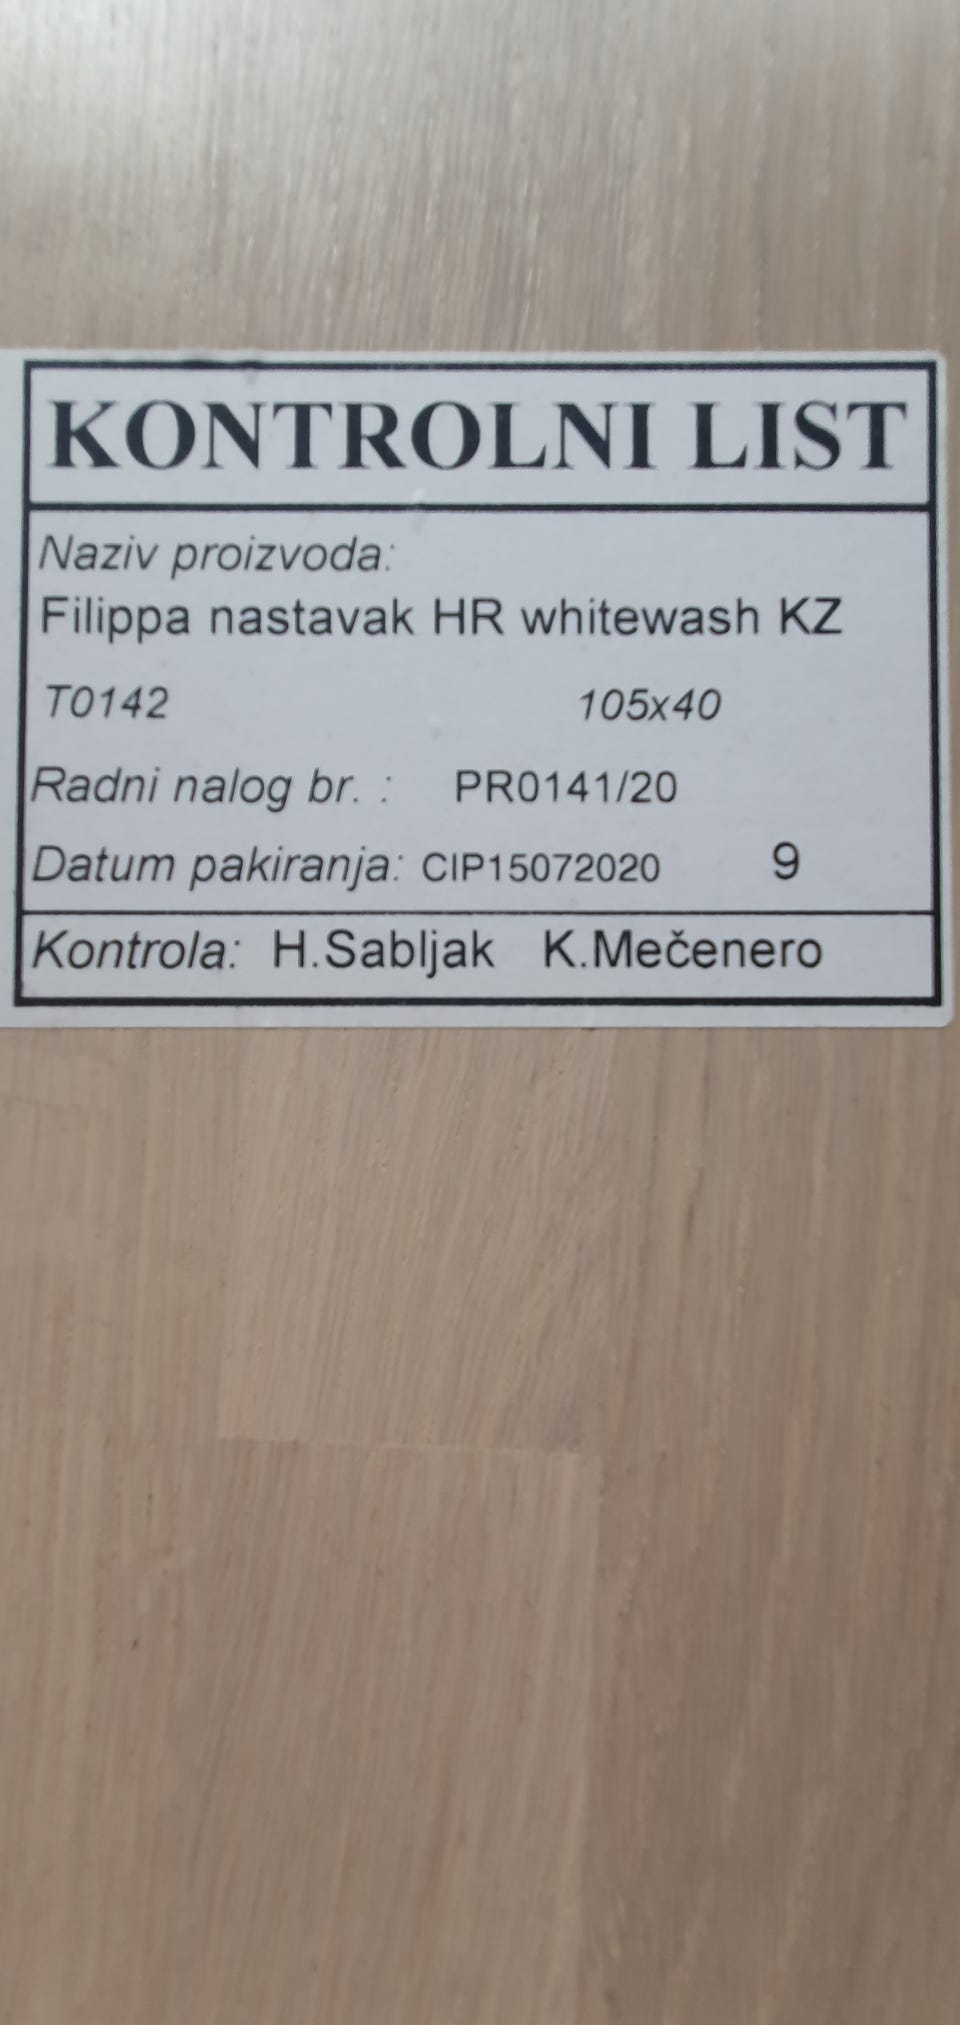 KONTROLNI LIST
Naziv proizvoda:
Filippa nastavak HR whitewash KZ
T0142 105x40
Radni nalog br. : PR0141/20
Datum pakiranja: CIP15072020 9
Kontrola: H.Sabljak K.Mečenero